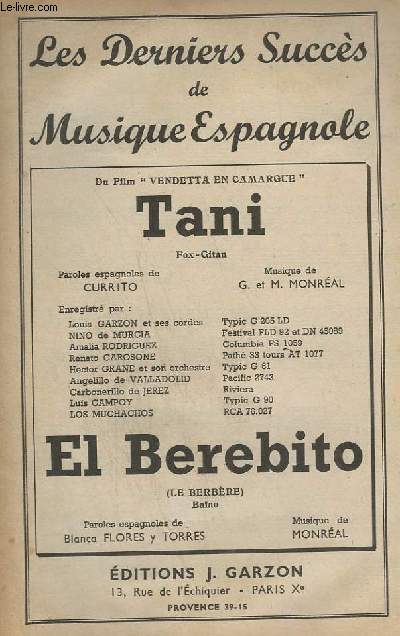 Le-livre.com
Les Derniers Succès
de
Musique Espagnole
Du Film " VENDETTA EN CAMARGUE "
Tani
Fox-Gitan
Paroles espagnoles de Musique de
CURRITO G. et M. MONRÉAL
Enregistré par :
Louis GARZON et ses cordes Typic G 265 LD
NINO de MURCIA Festival FLD 92 et DN 45080
Amalia RODRIGUEZ Columbia FS 1059
Renato CAROSONE Pathé 33 tours AT 1077
Hector GRANE et son orchestre Typic G 61
Angelillo de VALLADOLID Pacific 2743
Carbonerillo de JEREZ Riviera
Luis CAMPOY Typic G 90
LOS MUCHACHOS RCA 76.027
El Berebito
(LE BERBÈRE)
Baïao
Paroles espagnoles de Musique de
Blanca FLORES y TORRES MONRÉAL
ÉDITIONS J. GARZON
13, Rue de l'Échiquier - PARIS Xe
PROVENCE 39-15